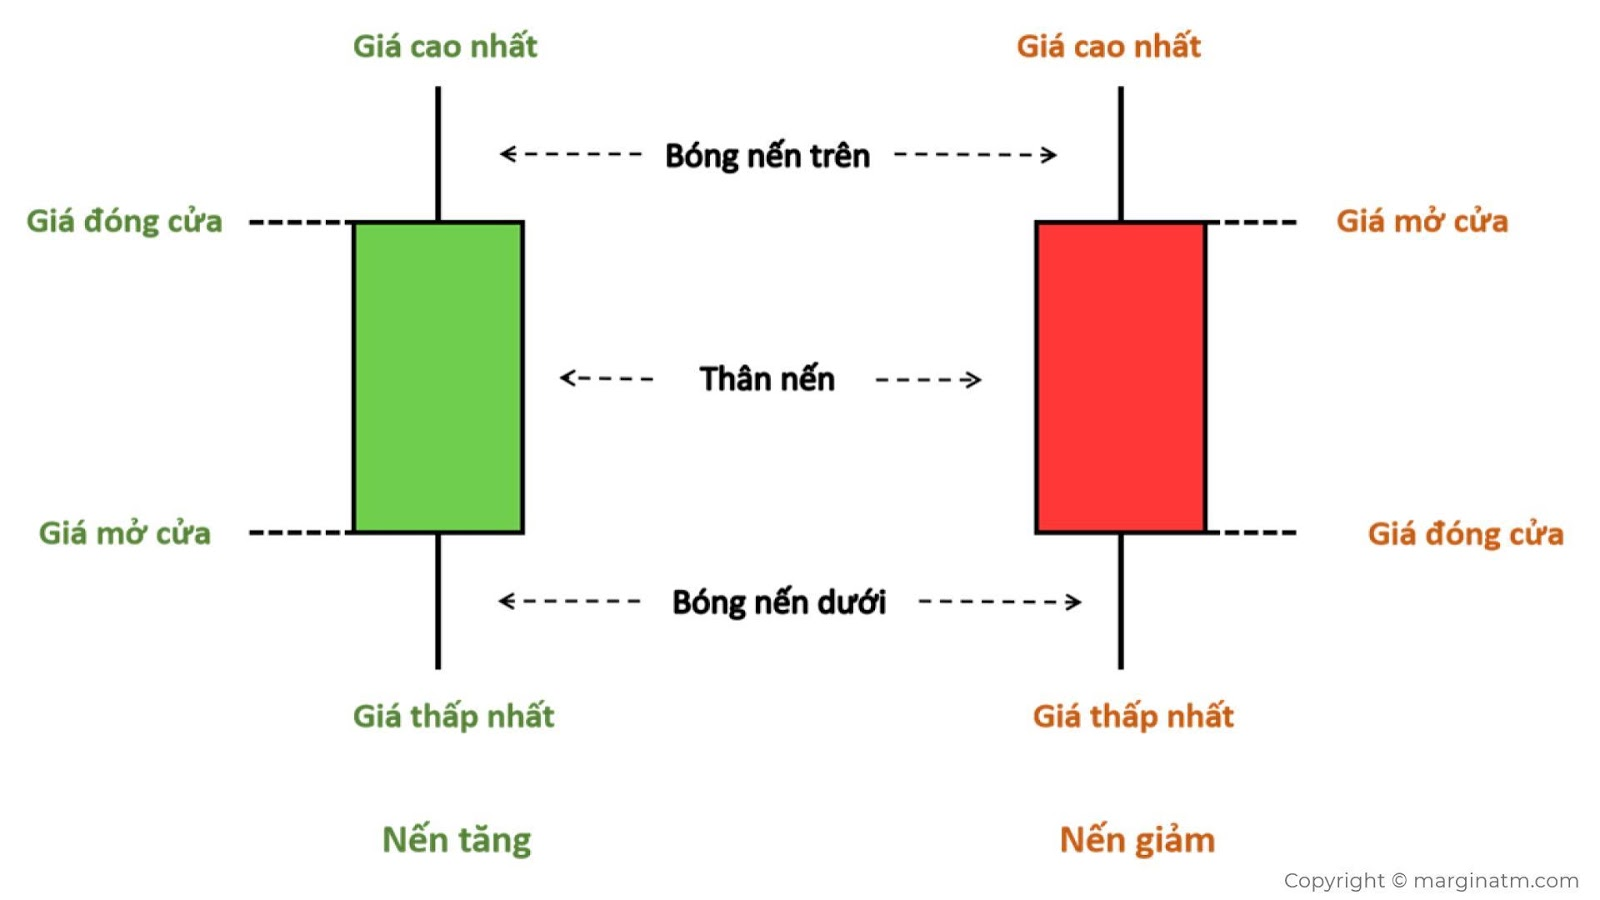 Giá cao nhất
Giá cao nhất
Bóng nến trên
Giá đóng cửa
Giá mở cửa
Thân nến
Giá mở cửa
Giá đóng cửa
Bóng nến dưới
Giá thấp nhất
Giá thấp nhất
Nến tăng
Nến giảm
Copyright © marginatm.com